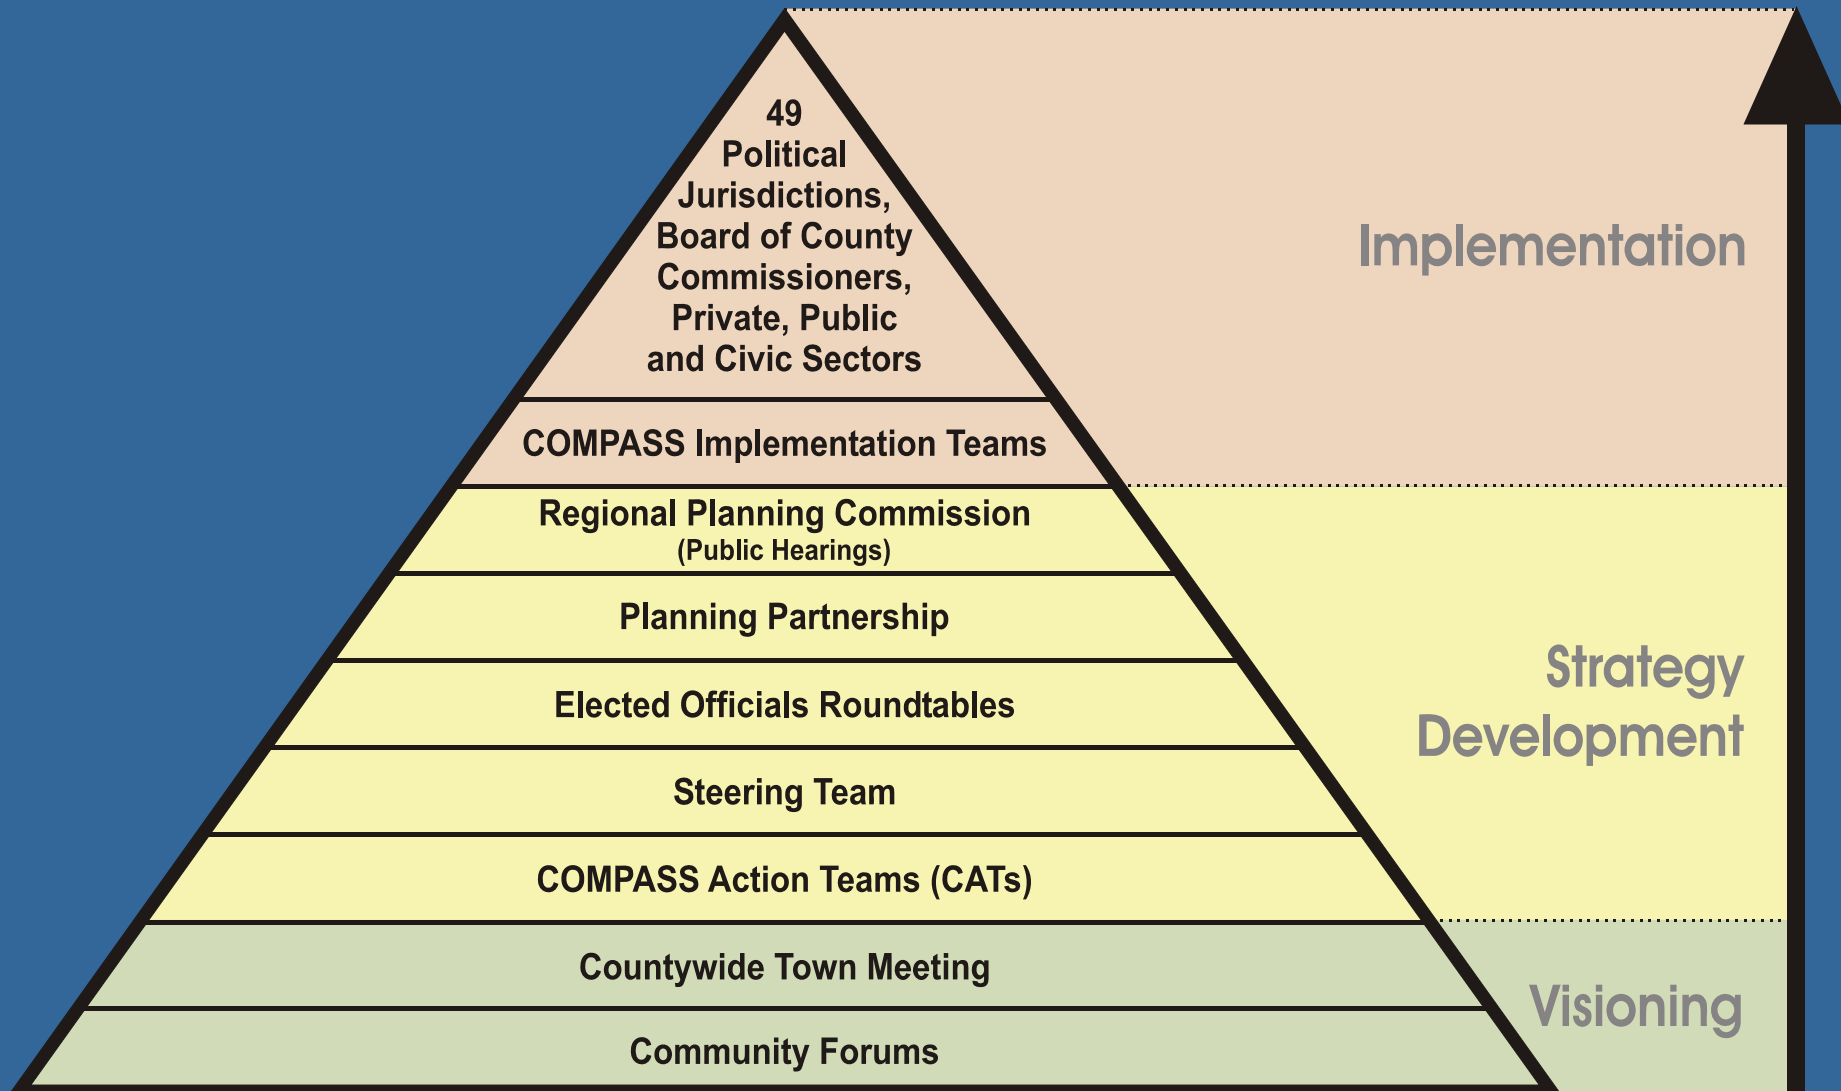 49
Political
Jurisdictions,
Board of County
Commissioners,
Private, Public
and Civic Sectors
COMPASS Implementation Teams
Regional Planning Commission
(Public Hearings)
Planning Partnership
Elected Officials Roundtables
Steering Team
COMPASS Action Teams (CATs)
Countywide Town Meeting
Community Forums
Implementation
Strategy
Development
Visioning